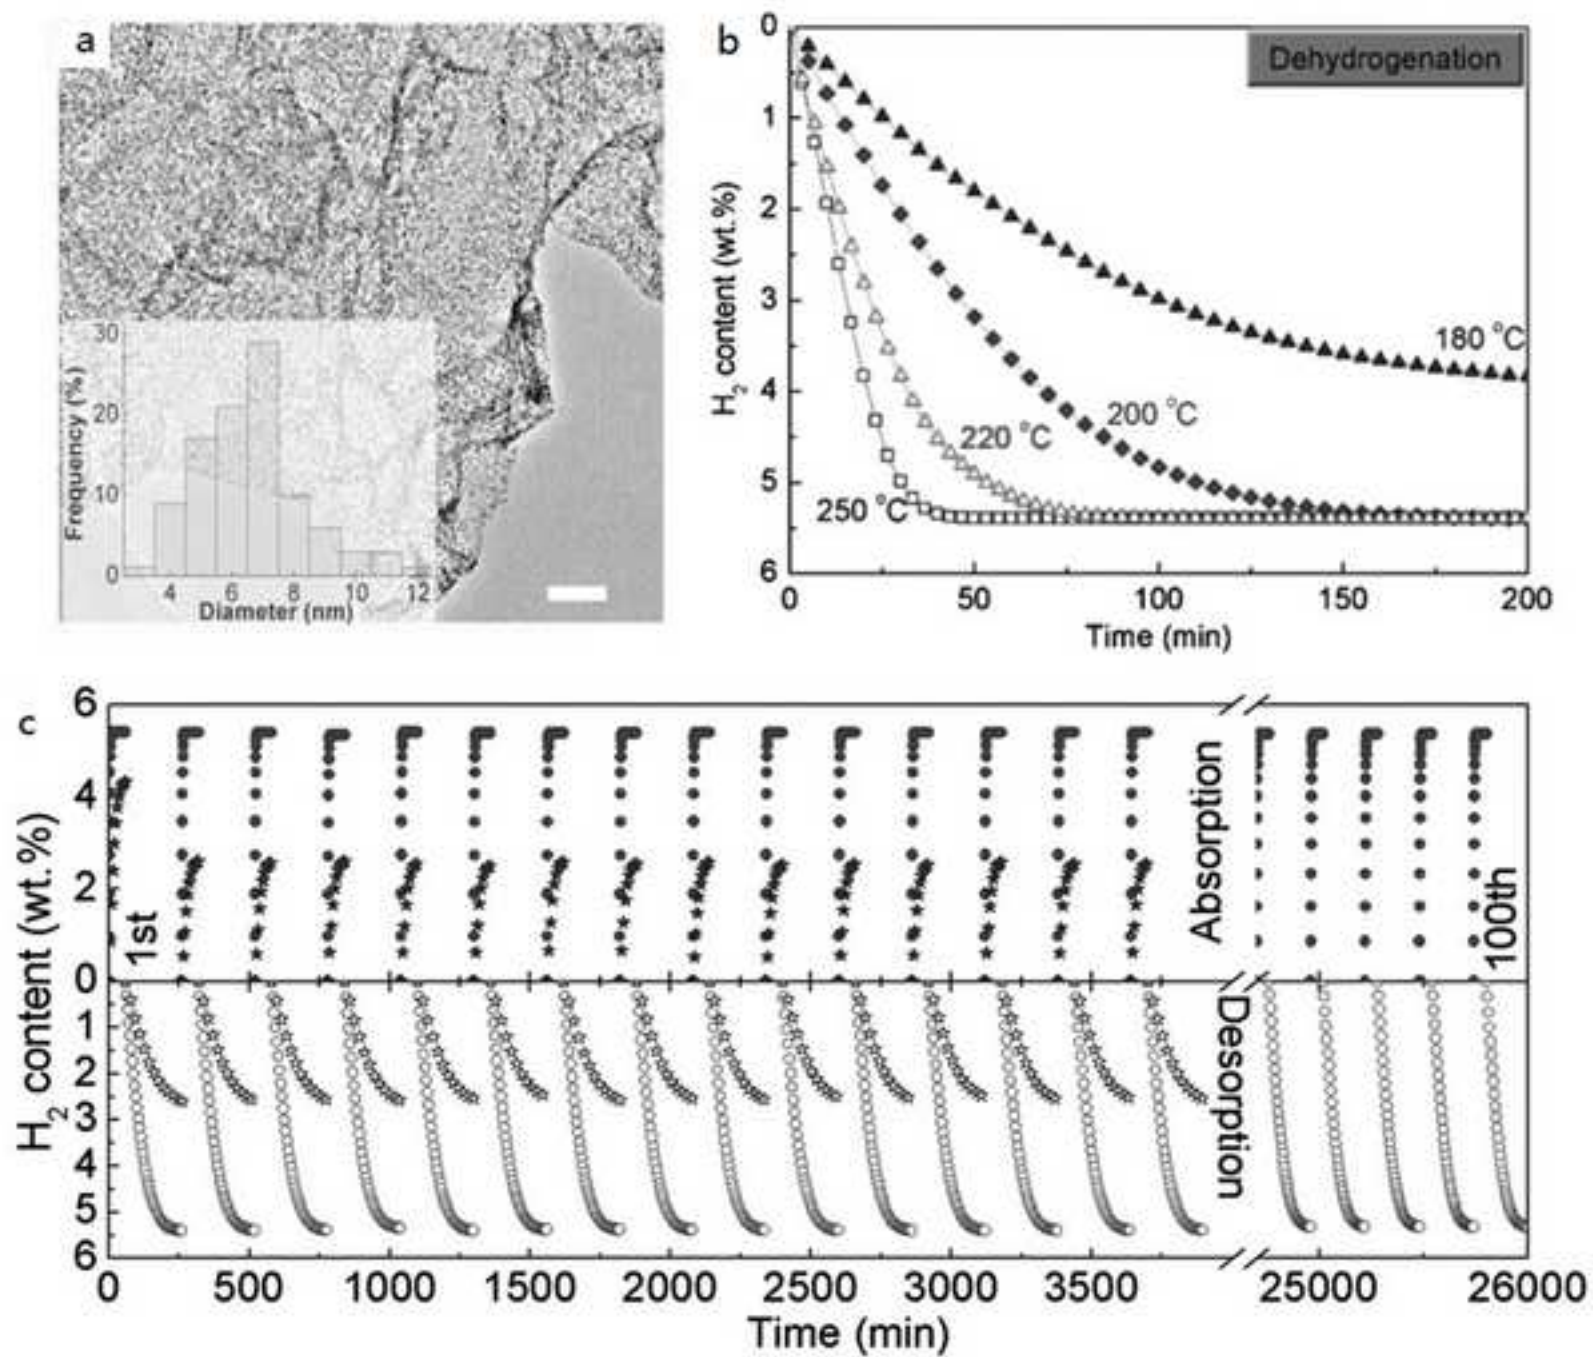 a
30
20
10
0
Frequency (%)
4 6 8 10 12
Diameter (nm)
b
Dehydrogenation
0
1
2
3
4
5
6
H2 content (wt.%)
180 °C
200 °C
220 °C
250 °C
0 50 100 150 200
Time (min)
c
6
4
2
0
1
2
3
4
5
6
H2 content (wt.%)
1st
Absorption
100th
Desorption
0 500 1000 1500 2000 2500 3000 3500 25000 26000
Time (min)